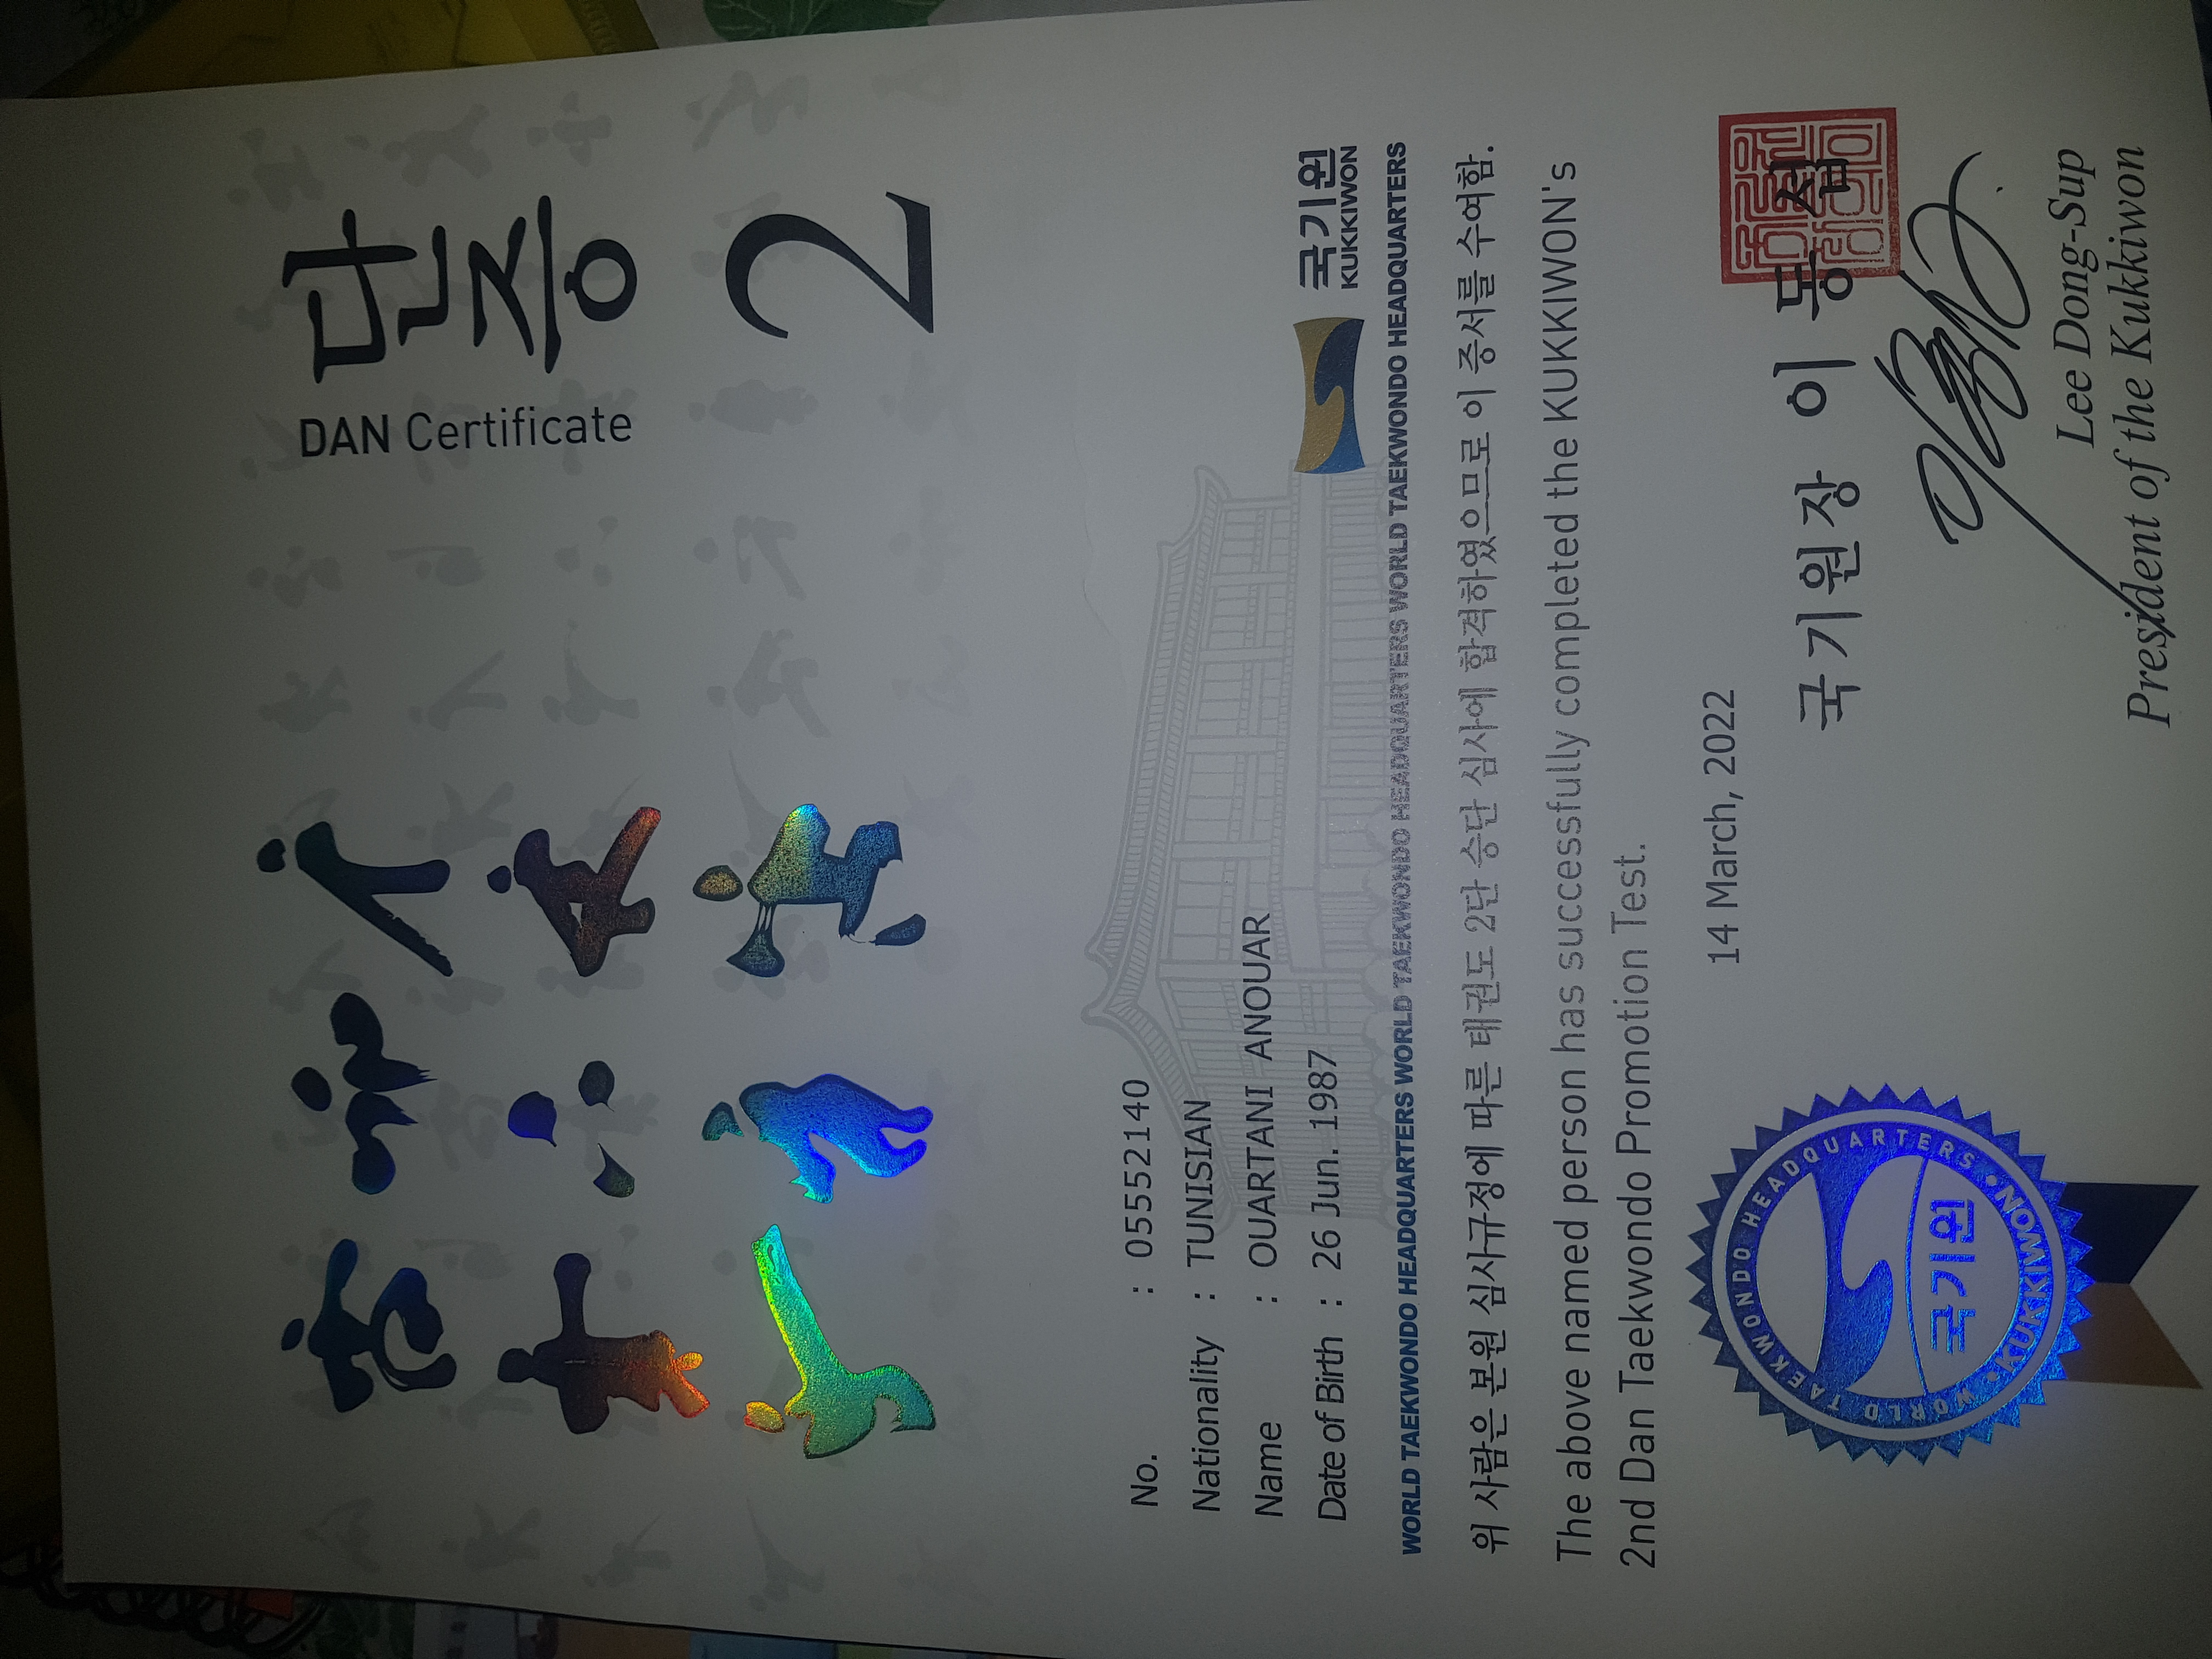 단증
DAN Certificate
2
No. : 05552140
Nationality : TUNISIAN
Name : OUARTANI ANOUAR
Date of Birth : 26 Jun. 1987
국기원
KUKKIWON
WORLD TAEKWONDO HEADQUARTERS WORLD TAEKWONDO HEADQUARTERS WORLD TAEKWONDO HEADQUARTERS WORLD TAEKWONDO HEADQUARTERS
위 사람은 본원 심사규정에 따른 태권도 2단 승단 심사에 합격하였으므로 이 증서를 수여함.
The above named person has successfully completed the KUKKIWON's
2nd Dan Taekwondo Promotion Test.
14 March, 2022
국기원장 이 동 섭
Lee Dong-Sup
President of the Kukkiwon
WORLD TAEKWONDO HEADQUARTERS
국기원
• KUKKIWON •